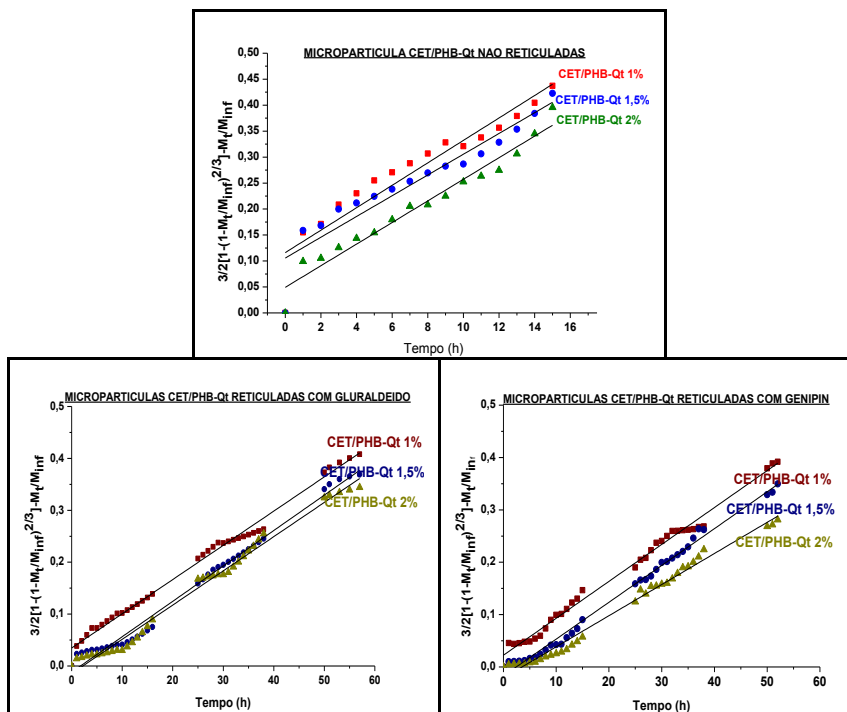 MICROPARTICULA CET/PHB-Qt NAO RETICULADAS
CET/PHB-Qt 1%
CET/PHB-Qt 1,5%
CET/PHB-Qt 2%
3/2[1-(1-Mt/Minf)2/3]-Mt/Minf
0,50
0,45
0,40
0,35
0,30
0,25
0,20
0,15
0,10
0,05
0,00
0 2 4 6 8 10 12 14 16
Tempo (h)
MICROPARTICULAS CET/PHB-Qt RETICULADAS COM GLURALDEIDO
CET/PHB-Qt 1%
CET/PHB-Qt 1,5%
CET/PHB-Qt 2%
3/2[1-(1-Mt/Minf)2/3]-Mt/Minf
0,5
0,4
0,3
0,2
0,1
0,0
0 10 20 30 40 50 60
Tempo (h)
MICROPARTICULAS CET/PHB-Qt RETICULADAS COM GENIPIN
CET/PHB-Qt 1%
CET/PHB-Qt 1,5%
CET/PHB-Qt 2%
3/2[1-(1-Mt/Minf)2/3]-Mt/Minf
0,5
0,4
0,3
0,2
0,1
0,0
0 10 20 30 40 50 60
Tempo (h)